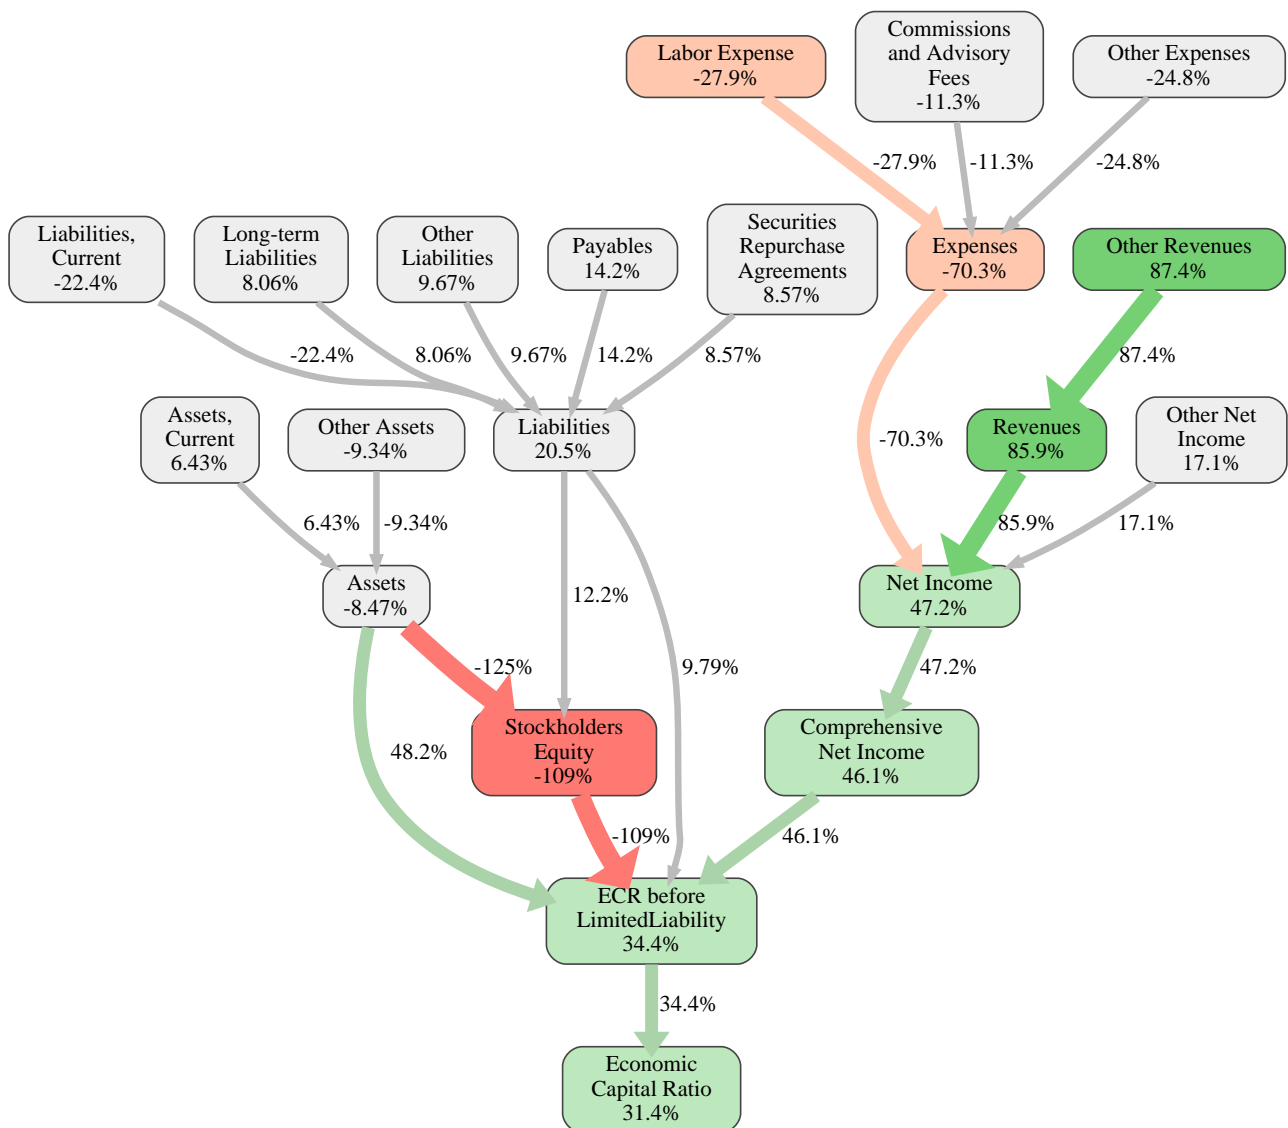 Labor Expense
-27.9%
Commissions
and Advisory
Fees
-11.3%
Other Expenses
-24.8%
-27.9%
-11.3%
-24.8%
Liabilities,
Current
-22.4%
Long-term
Liabilities
8.06%
Other
Liabilities
9.67%
Payables
14.2%
Securities
Repurchase
Agreements
8.57%
Expenses
-70.3%
Other Revenues
87.4%
-22.4%
8.06%
9.67%
14.2%
8.57%
-70.3%
87.4%
Assets,
Current
6.43%
Other Assets
-9.34%
Liabilities
20.5%
Revenues
85.9%
Other Net
Income
17.1%
6.43%
-9.34%
85.9%
17.1%
Assets
-8.47%
12.2%
9.79%
Net Income
47.2%
-125%
48.2%
47.2%
Stockholders
Equity
-109%
Comprehensive
Net Income
46.1%
-109%
46.1%
ECR before
LimitedLiability
34.4%
34.4%
Economic
Capital Ratio
31.4%